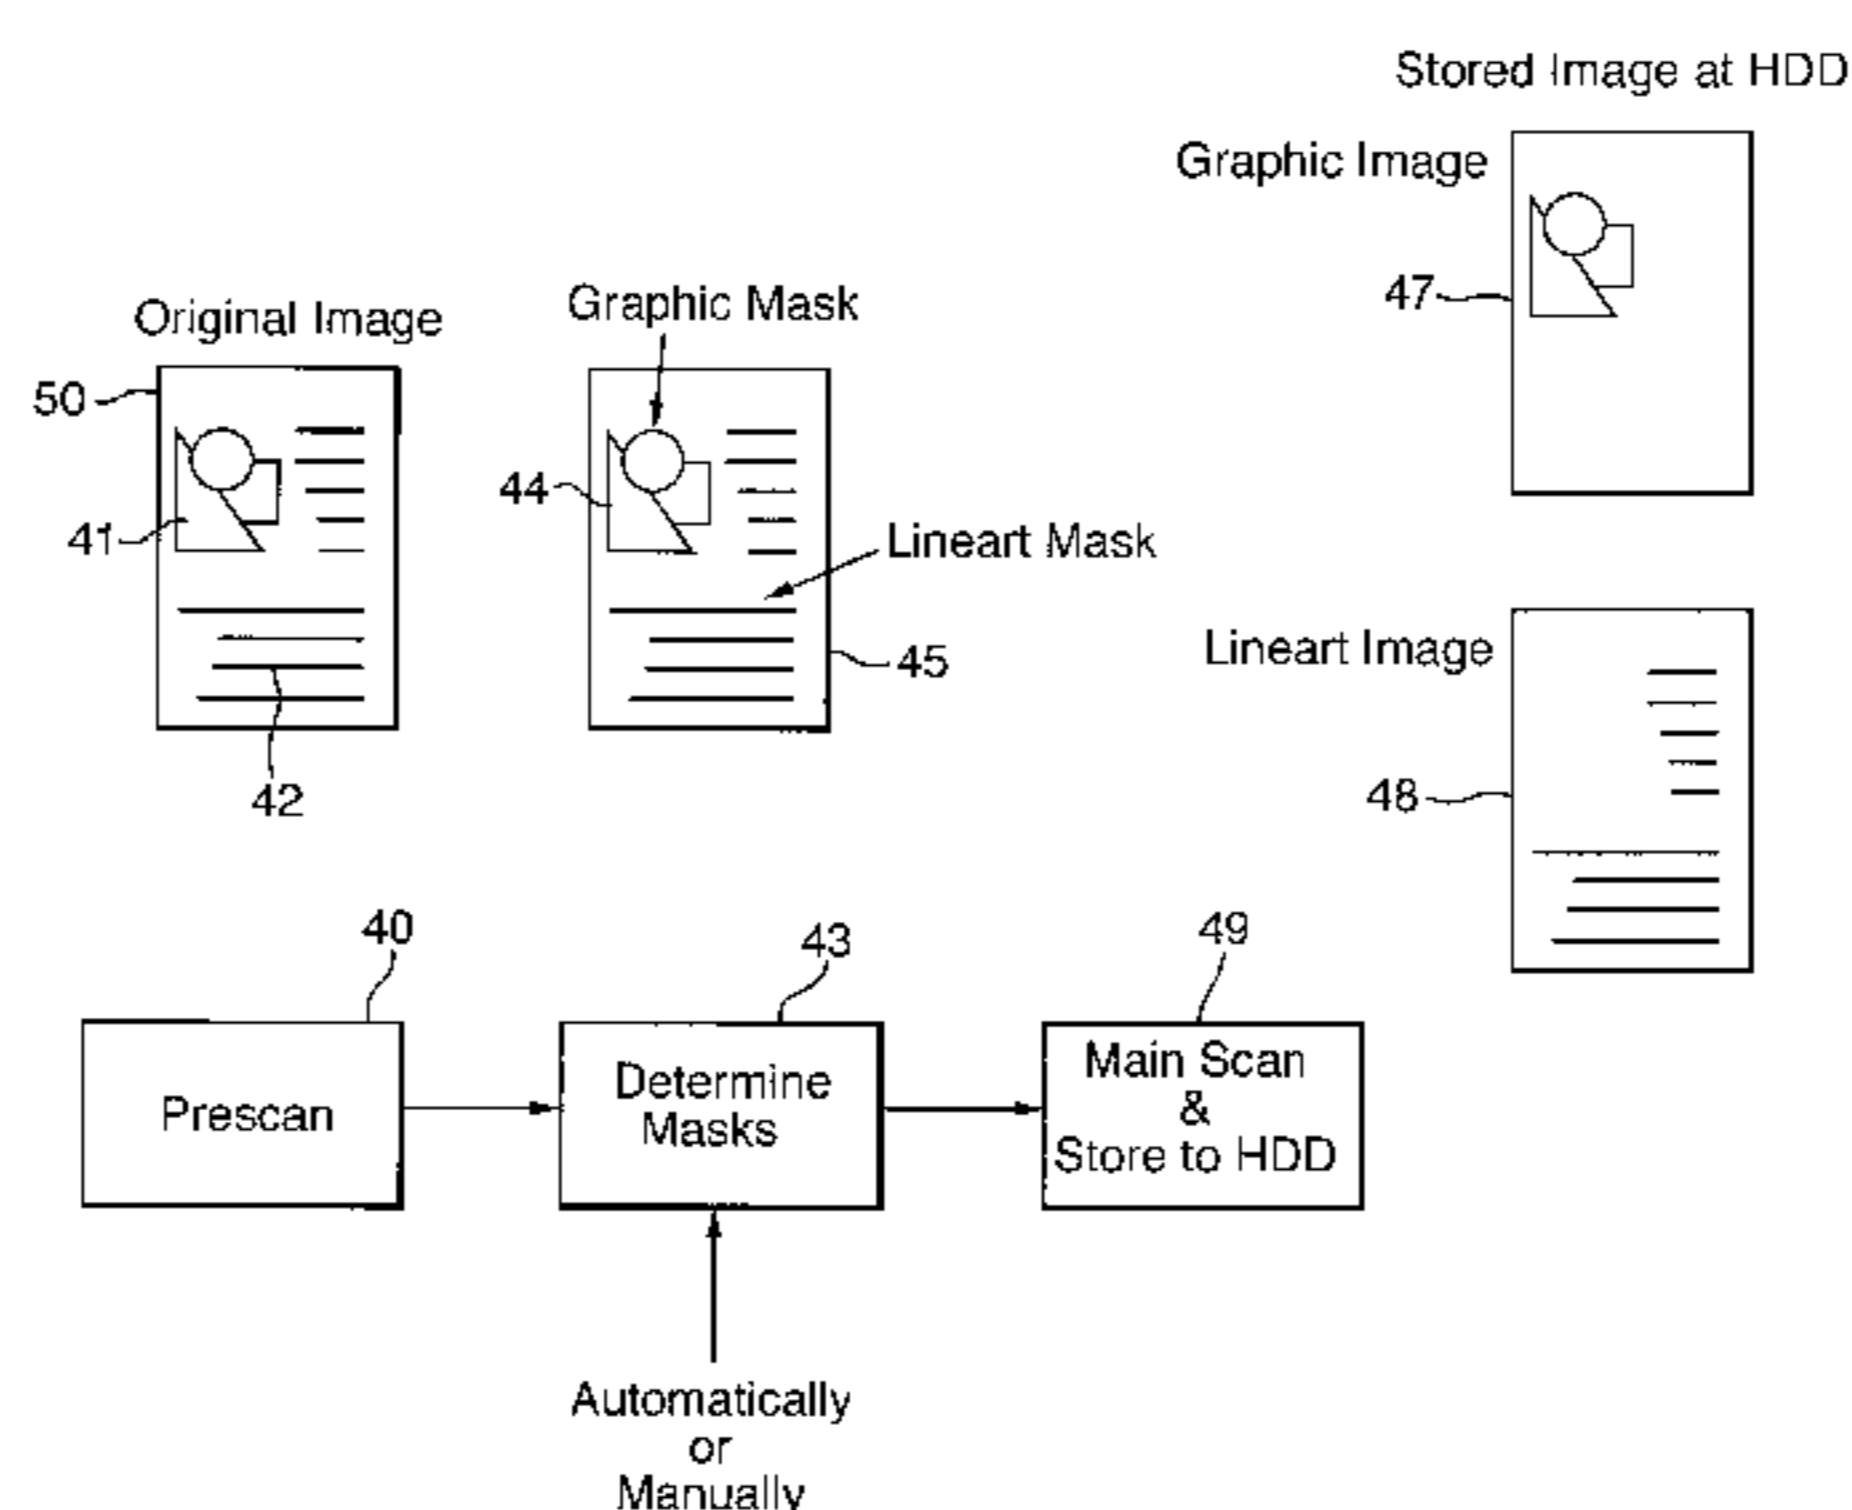 Stored Image at HDD
Graphic Image
47
Original Image
Graphic Mask
50
41
42
44
Lineart Mask
45
Lineart Image
48
40
43
49
Prescan
Determine
Masks
Main Scan
&
Store to HDD
Automatically
or
Manually